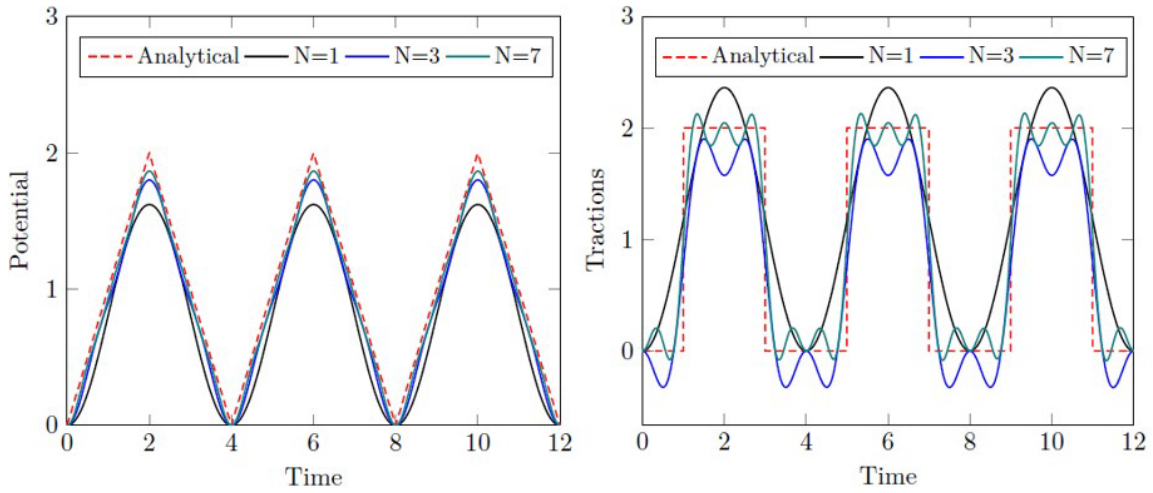 3
2
1
0
Potential
Analytical N=1 N=3 N=7
0 2 4 6 8 10 12
Time
3
2
1
0
Tractions
Analytical N=1 N=3 N=7
0 2 4 6 8 10 12
Time